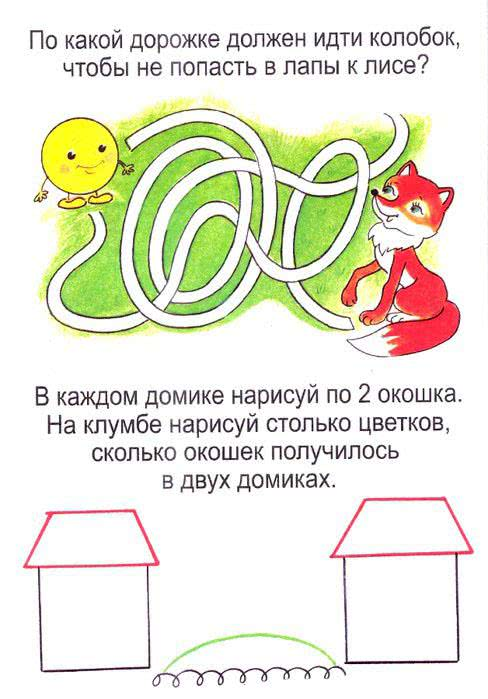 По какой дорожке должен идти колобок,
чтобы не попасть в лапы к лисе?
В каждом домике нарисуй по 2 окошка.
На клумбе нарисуй столько цветков,
сколько окошек получилось
в двух домиках.